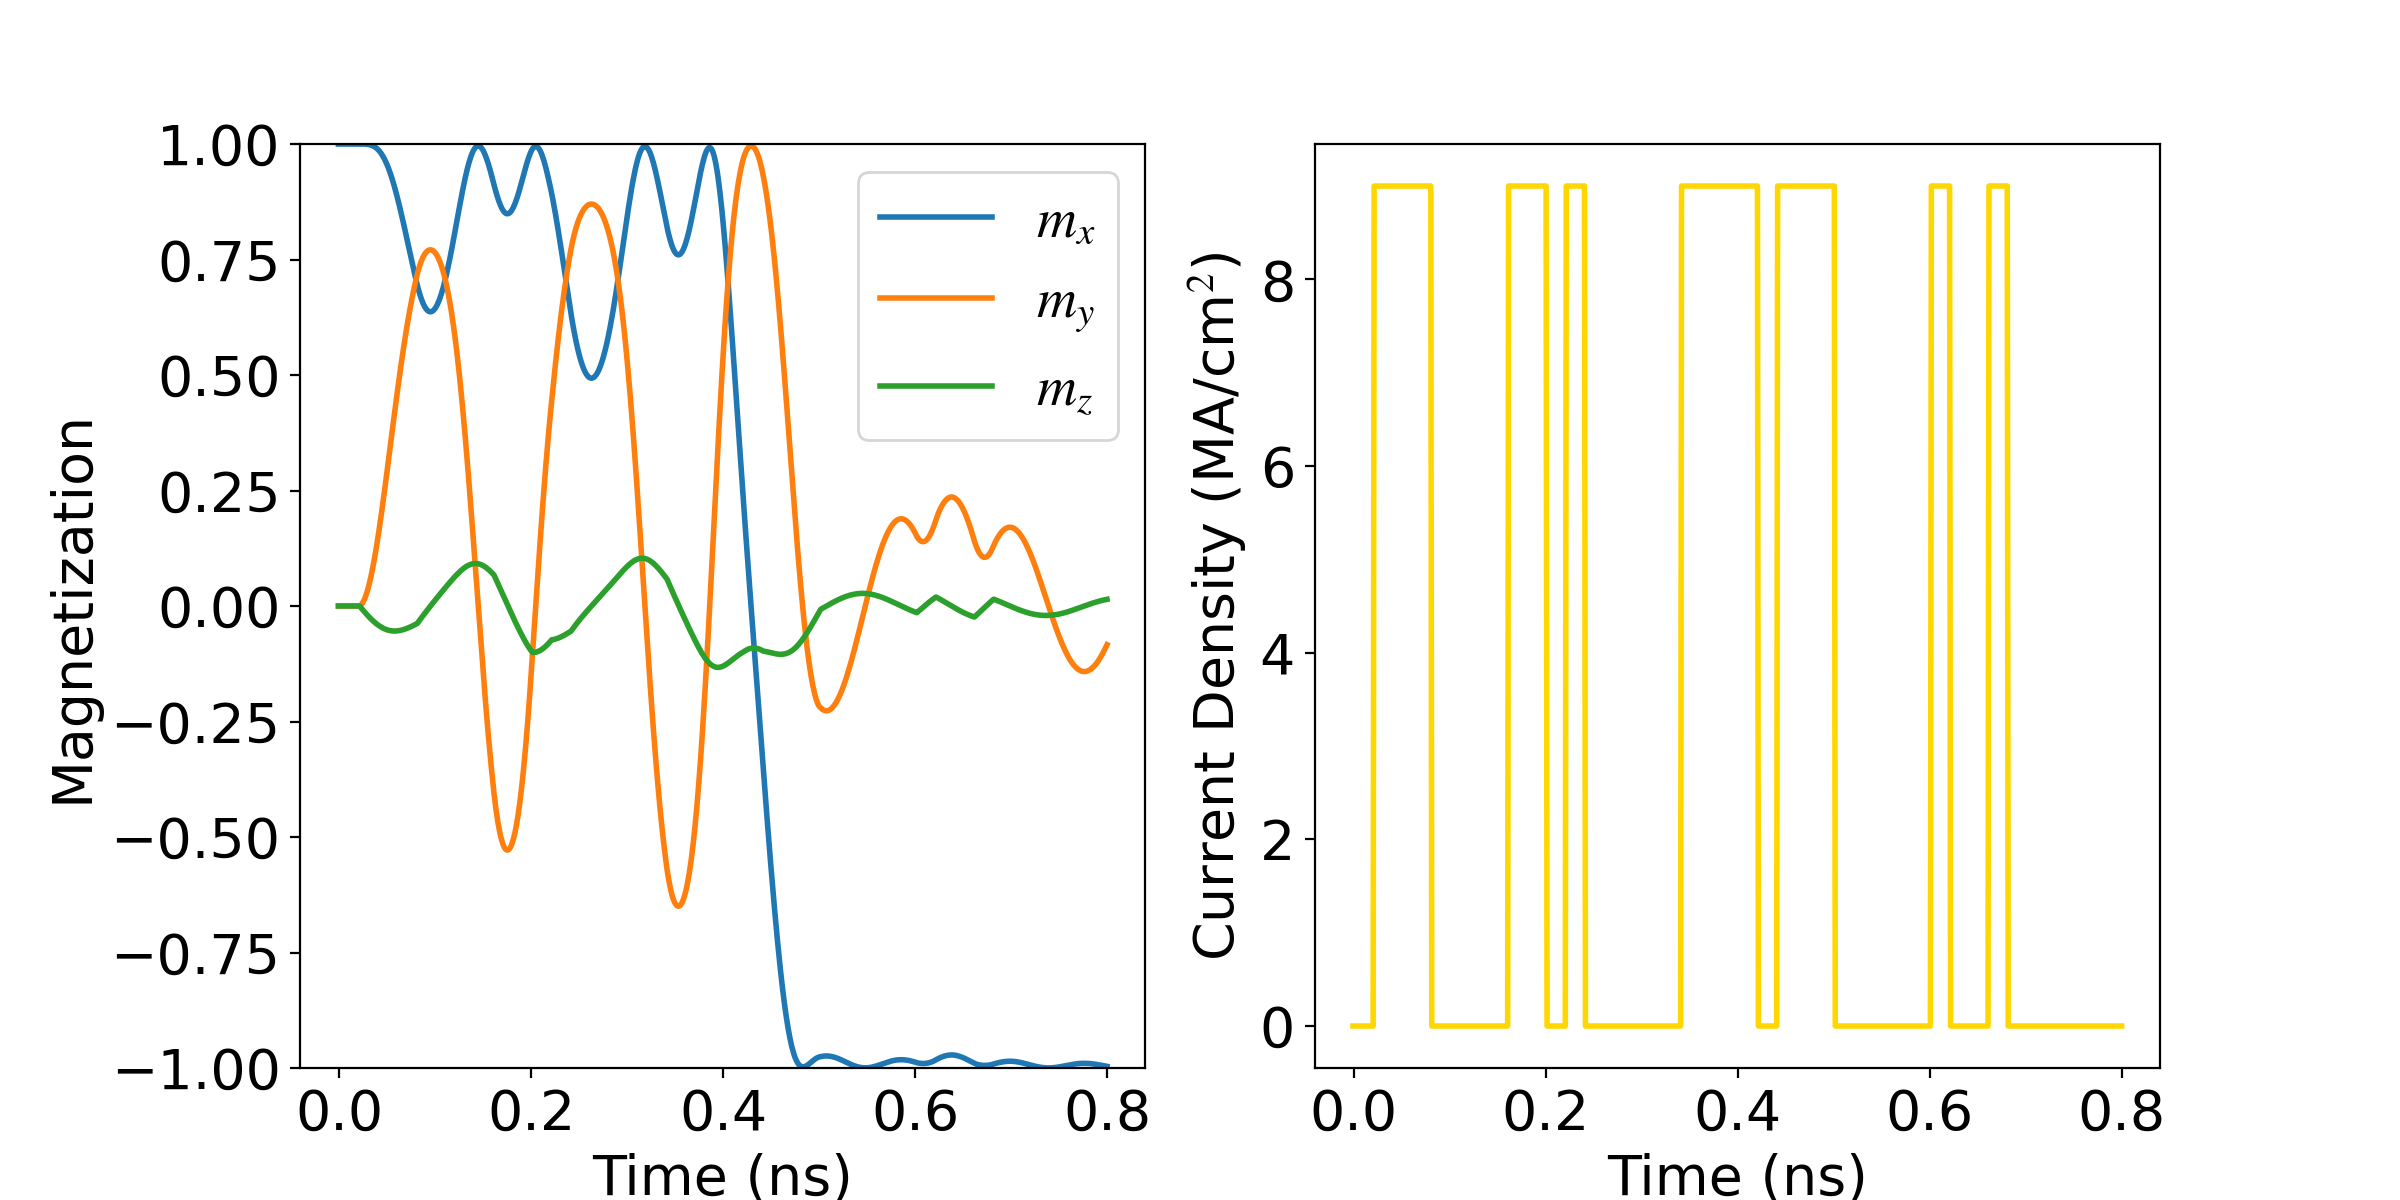 Magnetization
1.00
0.75
0.50
0.25
0.00
−0.25
−0.50
−0.75
−1.00
0.0 0.2 0.4 0.6 0.8
Time (ns)
m_x
m_y
m_z
Current Density (MA/cm²)
8
6
4
2
0
0.0 0.2 0.4 0.6 0.8
Time (ns)